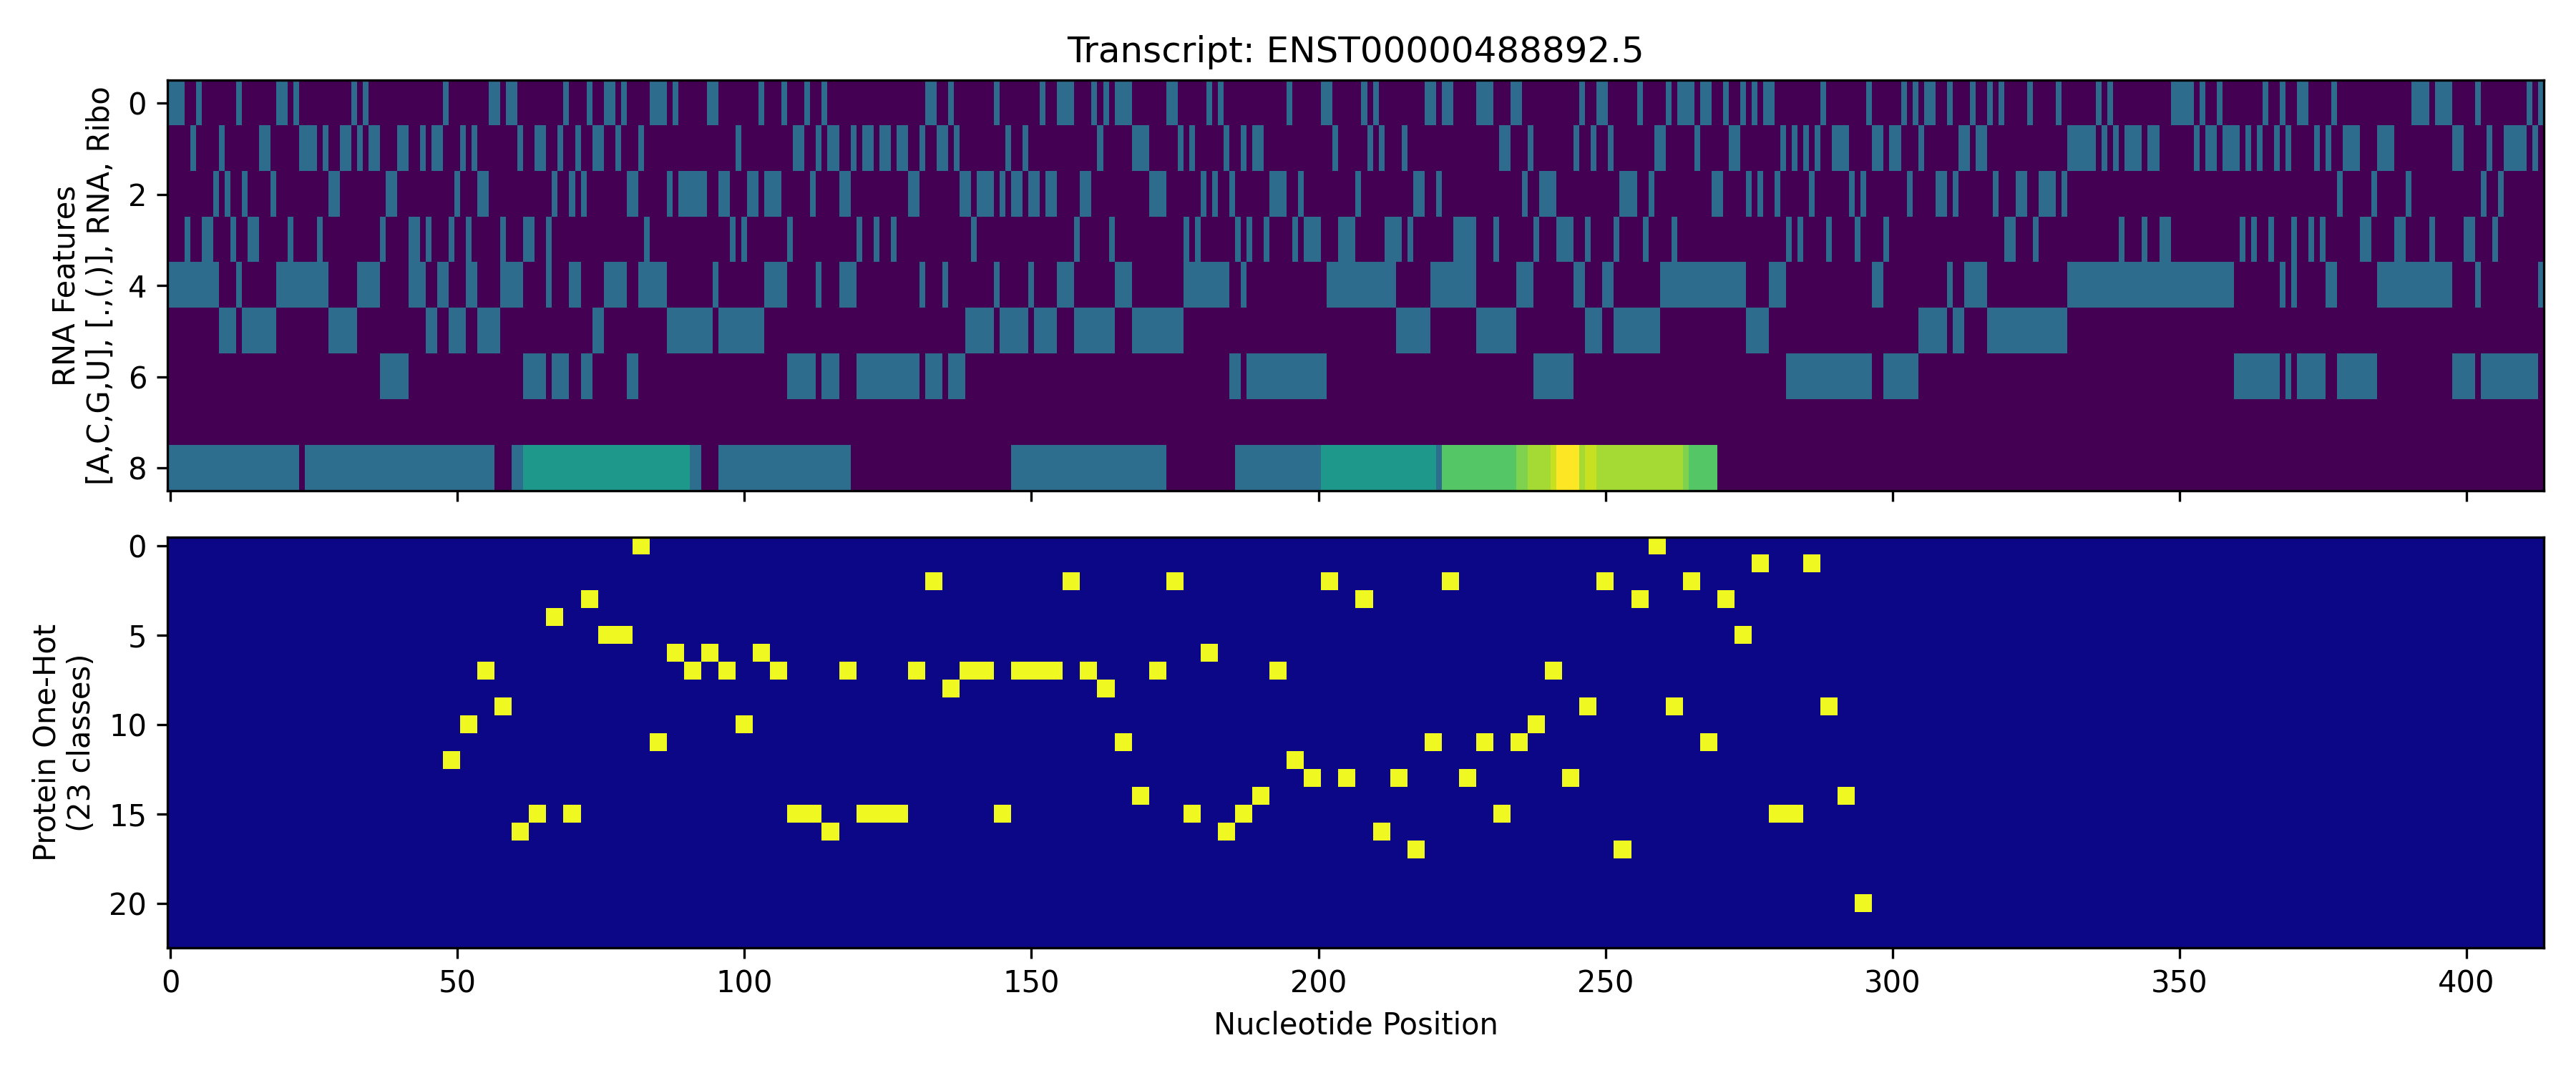 Transcript: ENST00000488892.5
RNA Features
[A,C,G,U], [.,(,)], RNA, Ribo
0
2
4
6
8
Protein One-Hot
(23 classes)
0
5
10
15
20
0 50 100 150 200 250 300 350 400
Nucleotide Position